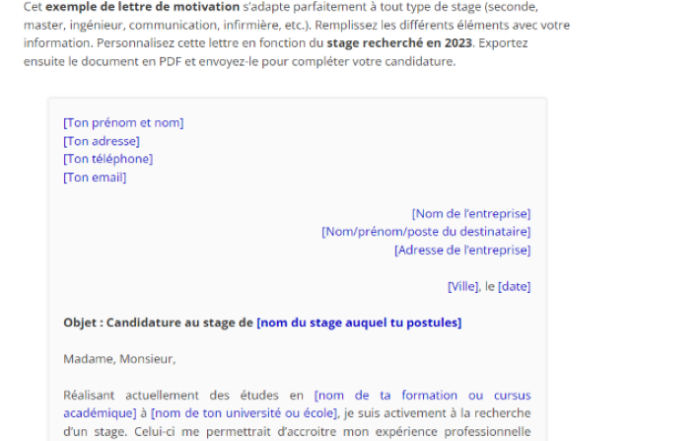 Cet exemple de lettre de motivation s'adapte parfaitement à tout type de stage (seconde,
master, ingénieur, communication, infirmière, etc.). Remplissez les différents éléments avec votre
information. Personnalisez cette lettre en fonction du stage recherché en 2023. Exportez
ensuite le document en PDF et envoyez-le pour compléter votre candidature.
[Ton prénom et nom]
[Ton adresse]
[Ton téléphone]
[Ton email]
[Nom de l'entreprise]
[Nom/prénom/poste du destinataire]
[Adresse de l'entreprise]
[Ville], le [date]
Objet : Candidature au stage de [nom du stage auquel tu postules]
Madame, Monsieur,
Réalisant actuellement des études en [nom de ta formation ou cursus
académique] à [nom de ton université ou école], je suis activement à la recherche
d'un stage. Celui-ci me permettrait d'accroitre mon expérience professionnelle